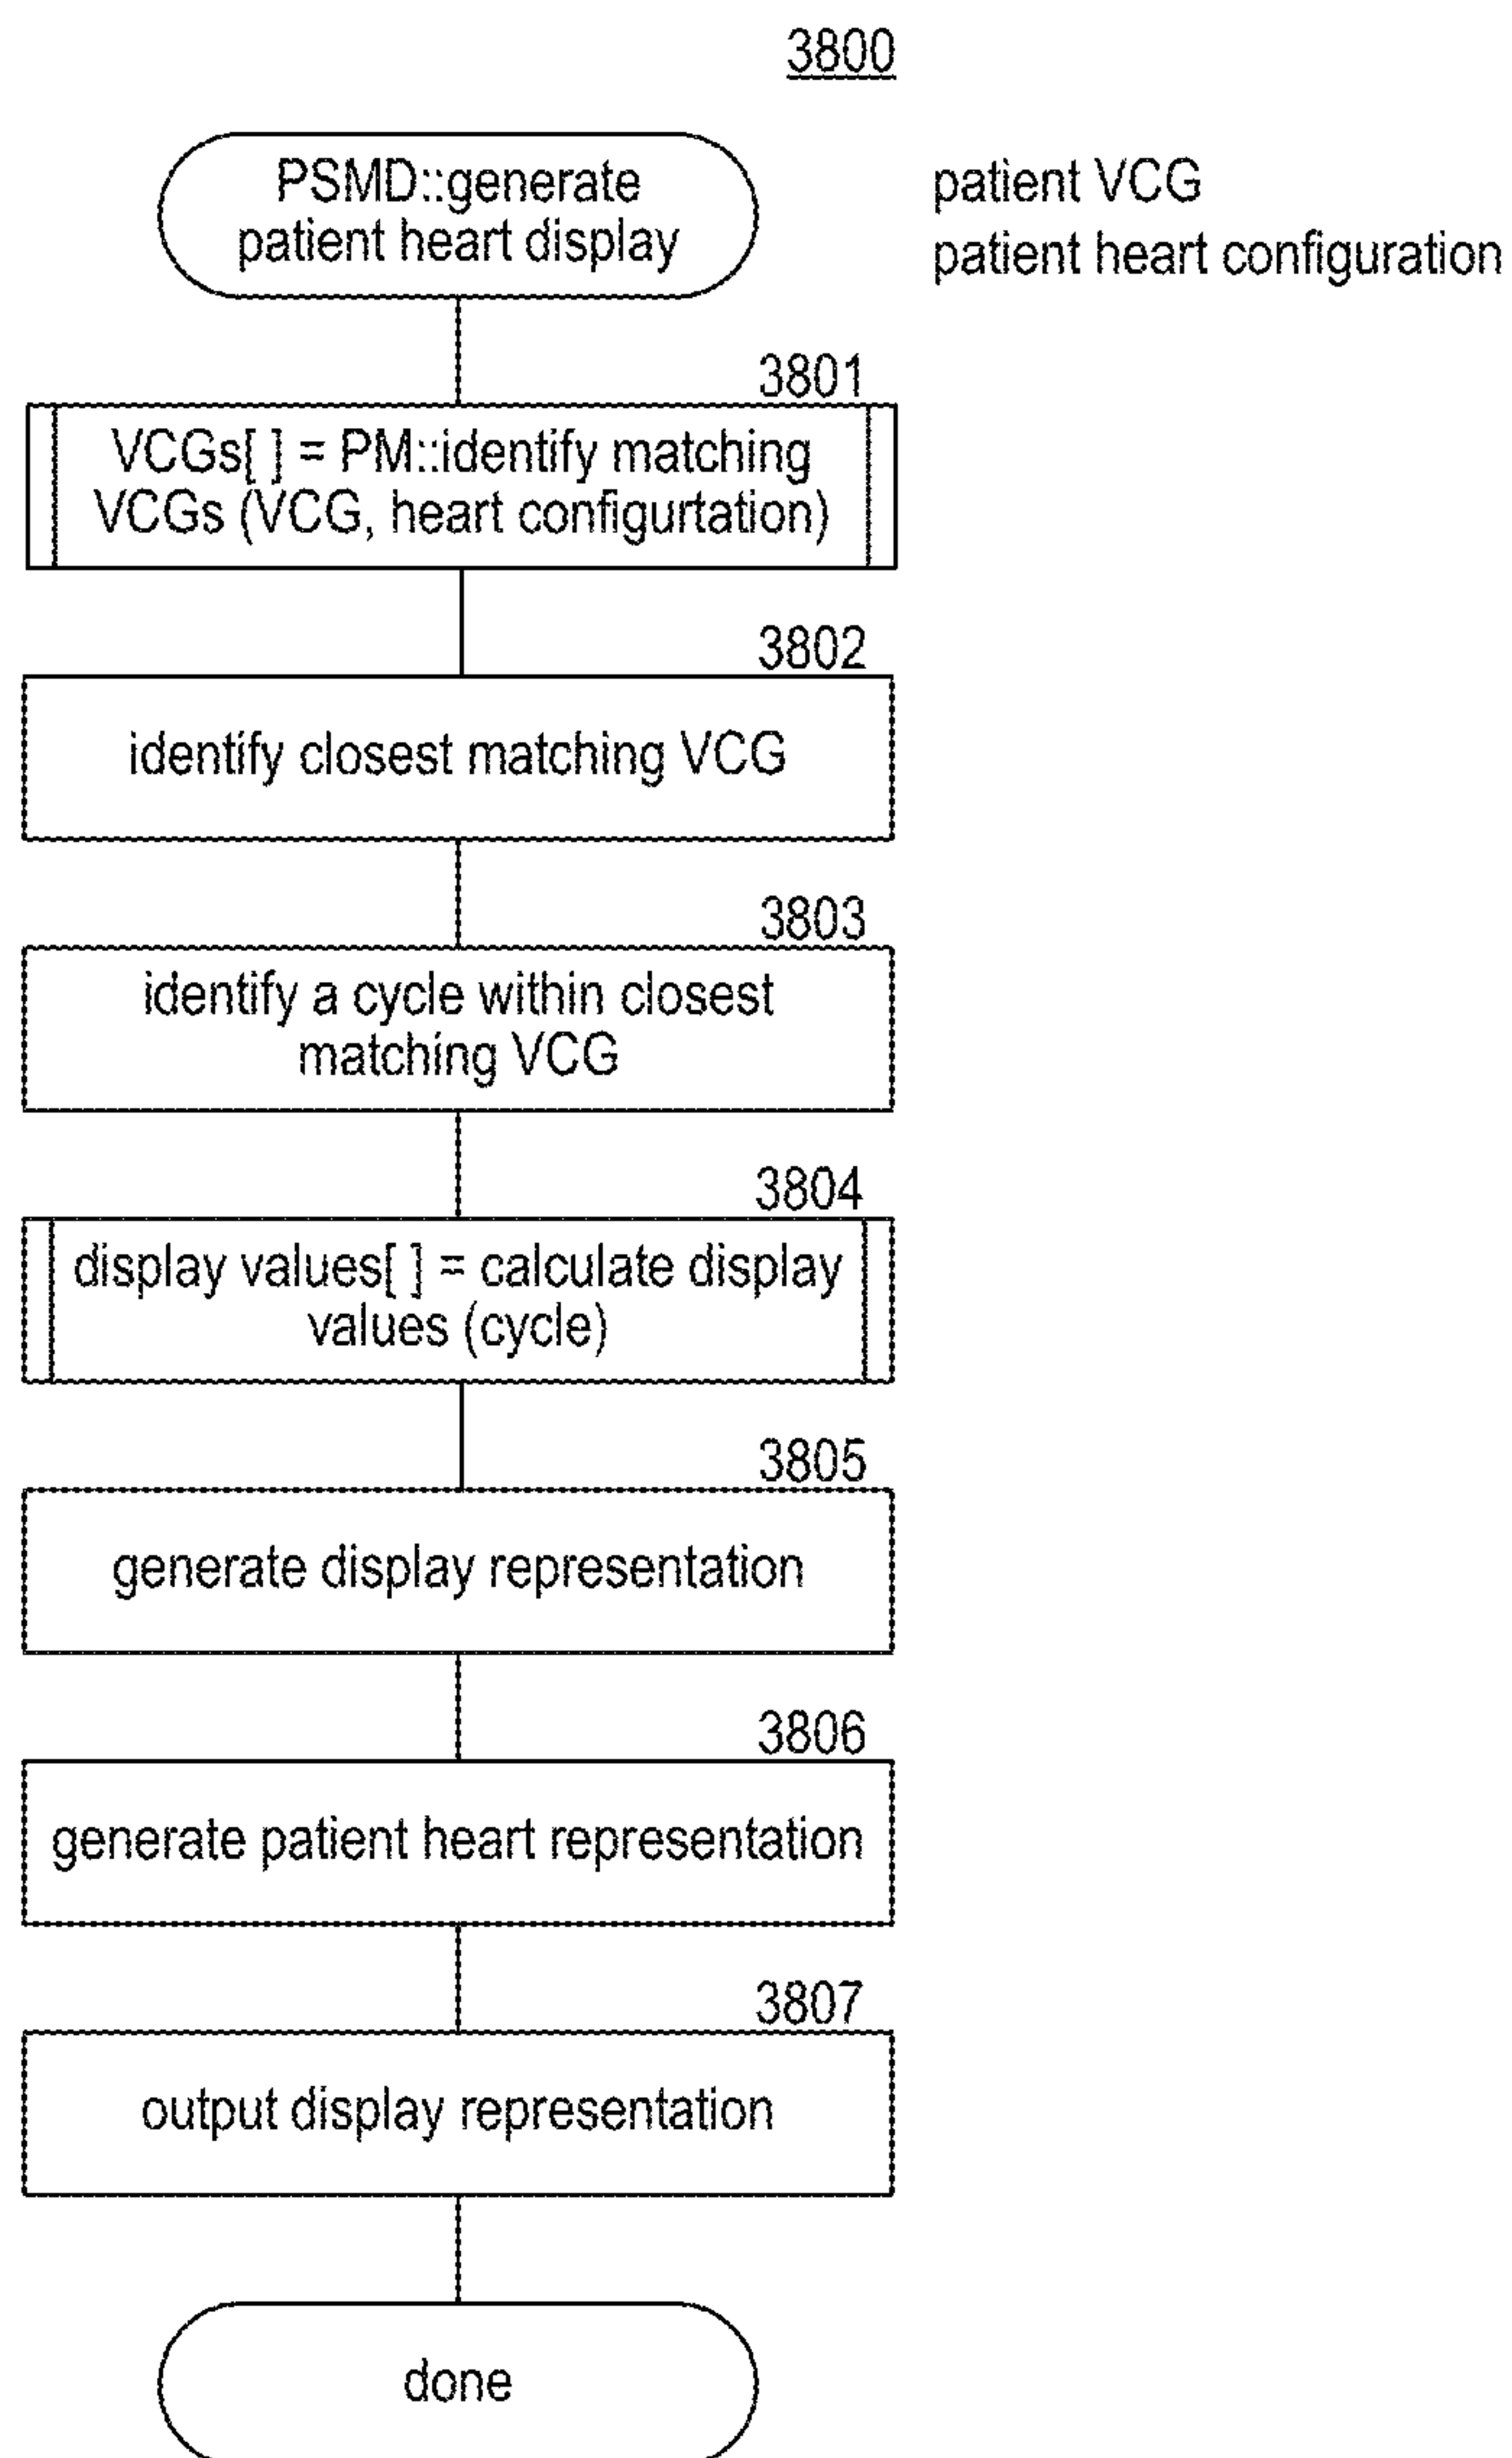 3800
PSMD::generate
patient heart display
patient VCG
patient heart configuration
3801
VCGs[ ] = PM::identify matching
VCGs (VCG, heart configurtation)
3802
identify closest matching VCG
3803
identify a cycle within closest
matching VCG
3804
display values[ ] = calculate display
values (cycle)
3805
generate display representation
3806
generate patient heart representation
3807
output display representation
done